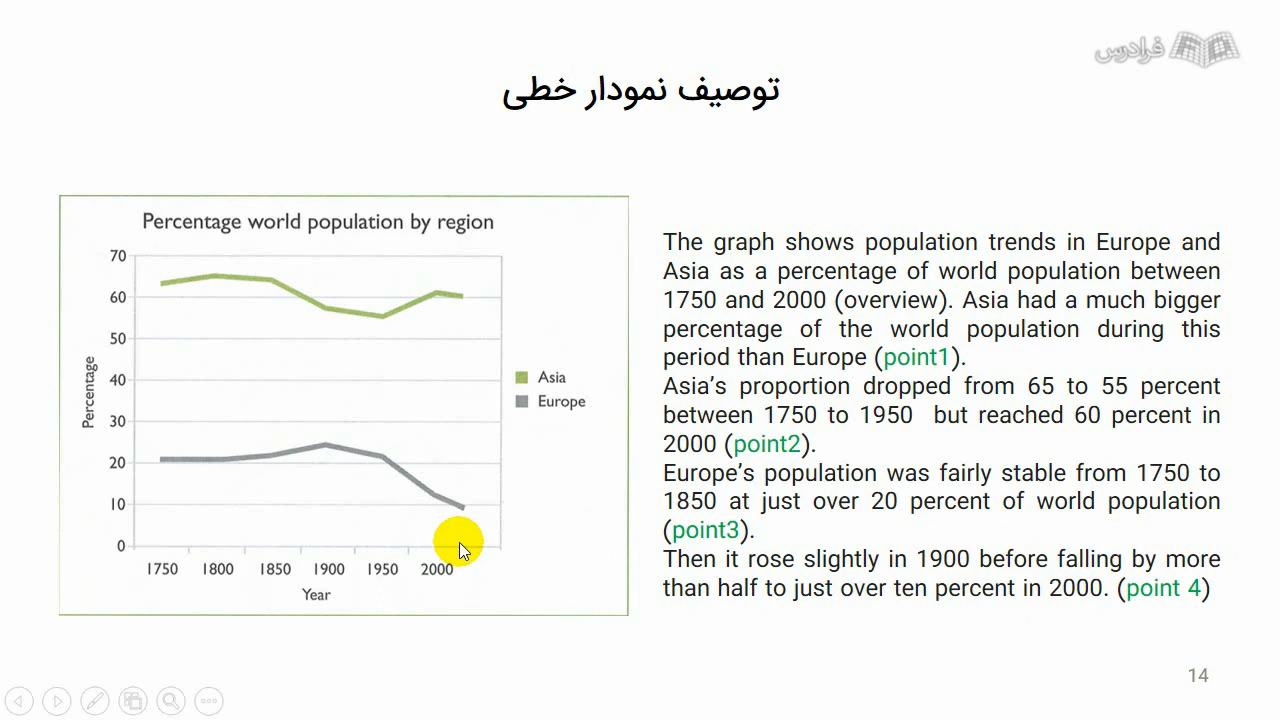 فرادرس
توصیف نمودار خطی
Percentage world population by region
70
60
50
40
30
20
10
0
Percentage
1750 1800 1850 1900 1950 2000
Year
Asia
Europe
The graph shows population trends in Europe and
Asia as a percentage of world population between
1750 and 2000 (overview). Asia had a much bigger
percentage of the world population during this
period than Europe (point1).
Asia’s proportion dropped from 65 to 55 percent
between 1750 to 1950 but reached 60 percent in
2000 (point2).
Europe’s population was fairly stable from 1750 to
1850 at just over 20 percent of world population
(point3).
Then it rose slightly in 1900 before falling by more
than half to just over ten percent in 2000. (point 4)
14